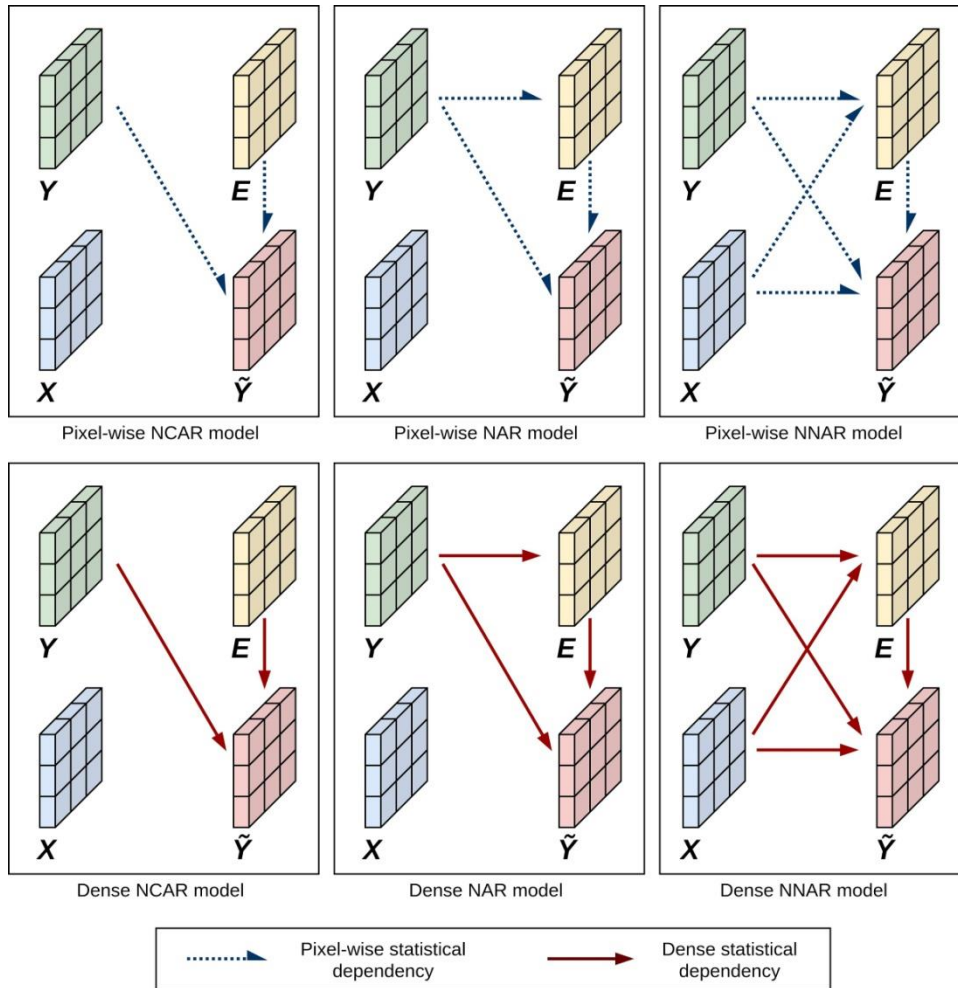 Y E
X Ỹ
Pixel-wise NCAR model
Y E
X Ỹ
Pixel-wise NAR model
Y E
X Ỹ
Pixel-wise NNAR model
Y E
X Ỹ
Dense NCAR model
Y E
X Ỹ
Dense NAR model
Y E
X Ỹ
Dense NNAR model
Pixel-wise statistical
dependency
Dense statistical
dependency